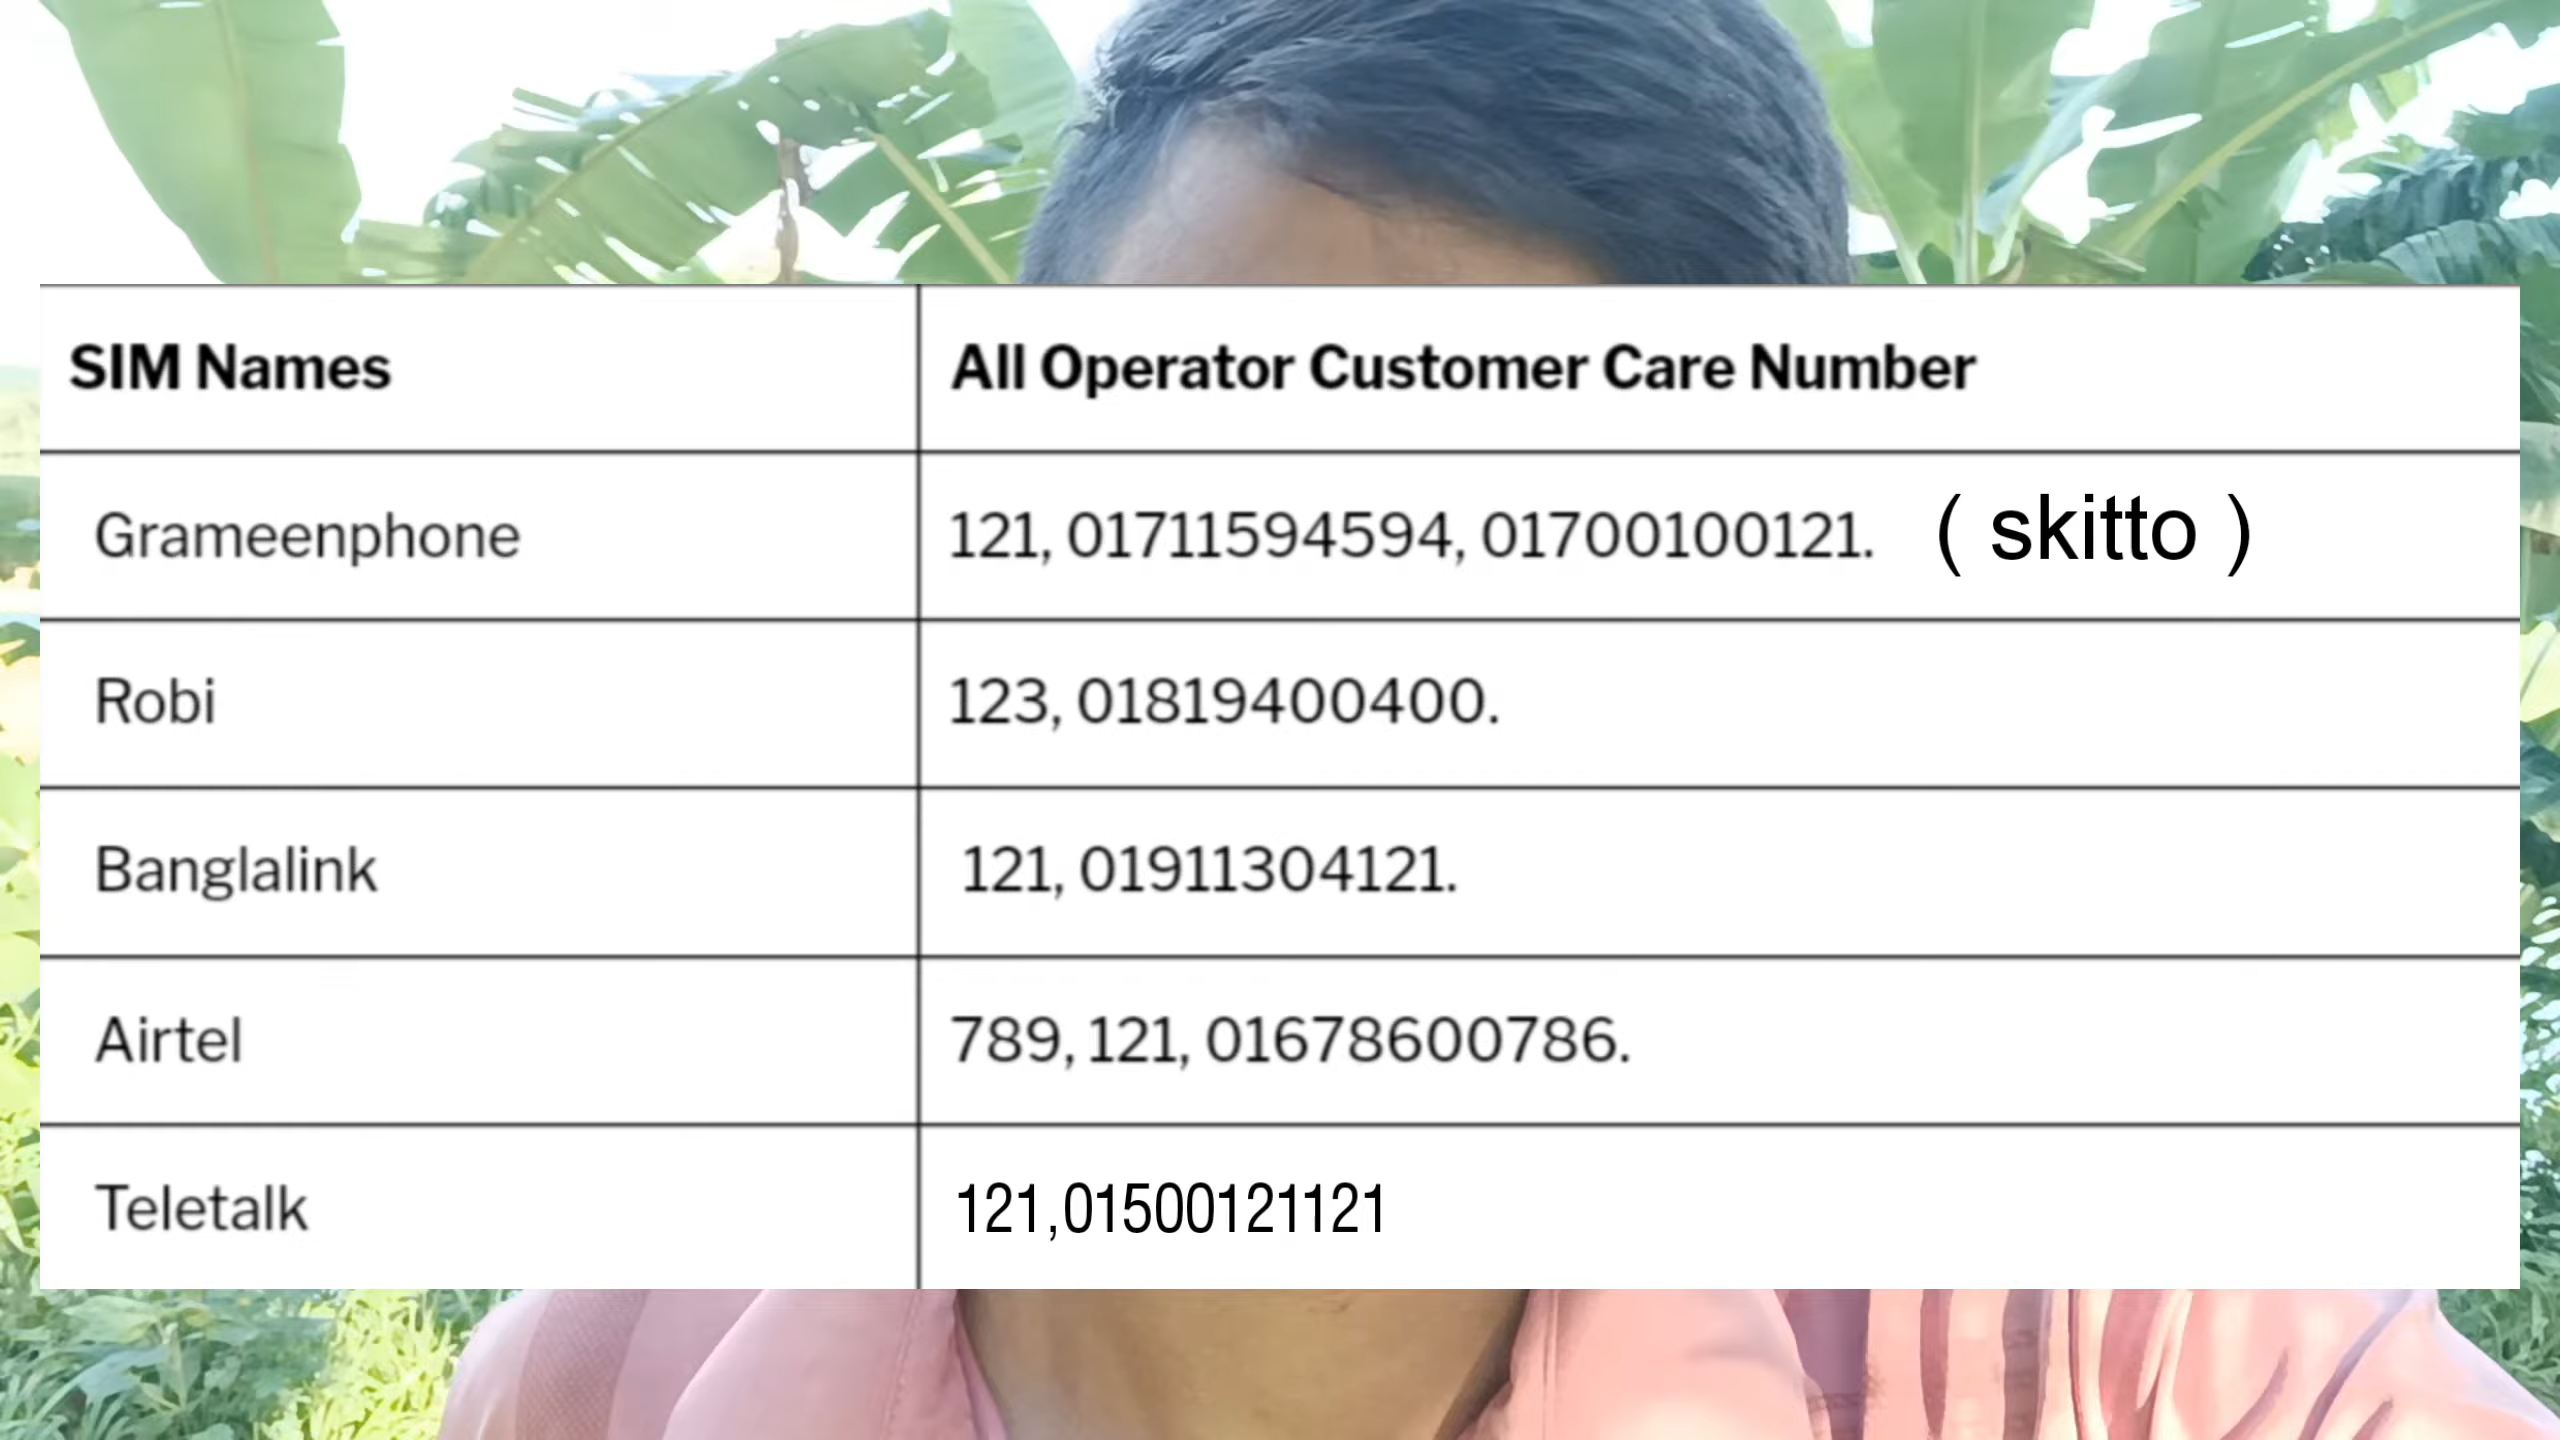 SIM Names All Operator Customer Care Number
Grameenphone 121, 01711594594, 01700100121. ( skitto )
Robi 123, 01819400400.
Banglalink 121, 01911304121.
Airtel 789, 121, 01678600786.
Teletalk 121,01500121121